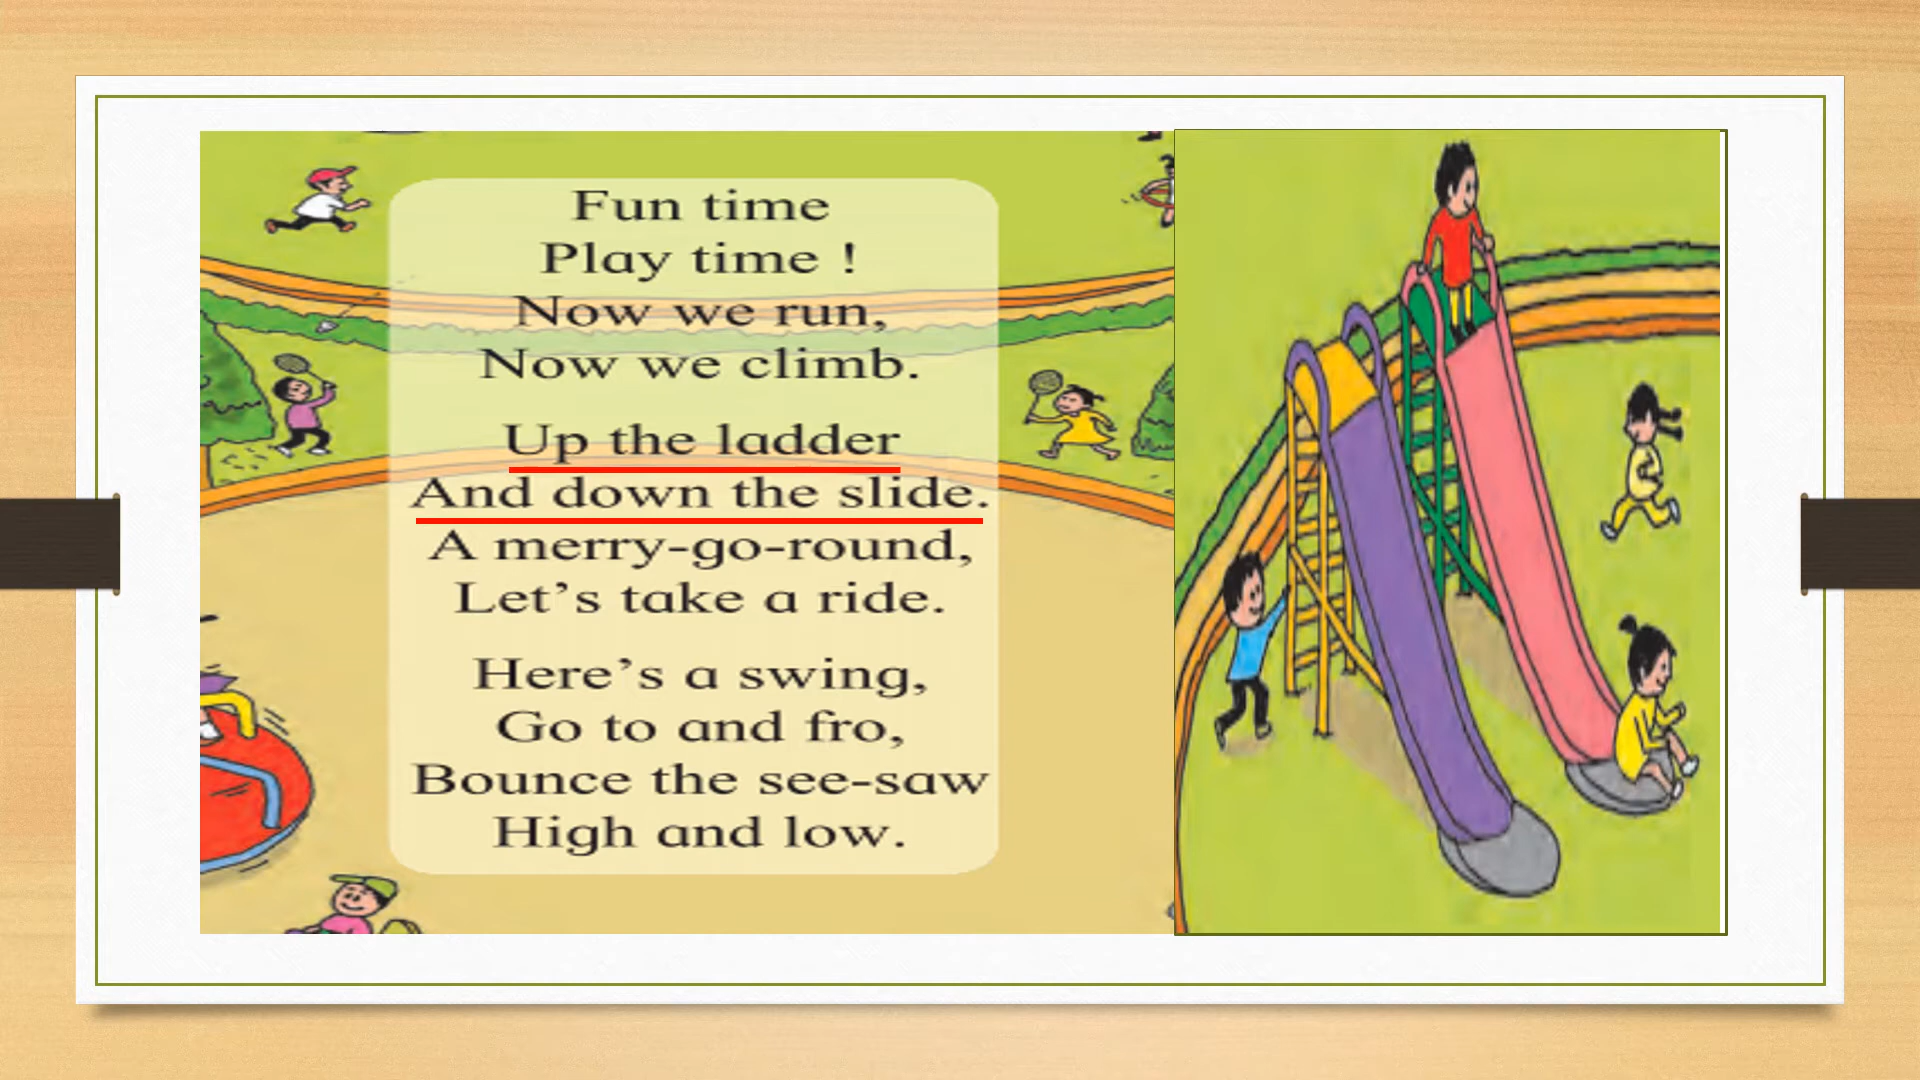 Fun time
Play time !
Now we run,
Now we climb.
Up the ladder
And down the slide.
A merry-go-round,
Let’s take a ride.
Here’s a swing,
Go to and fro,
Bounce the see-saw
High and low.